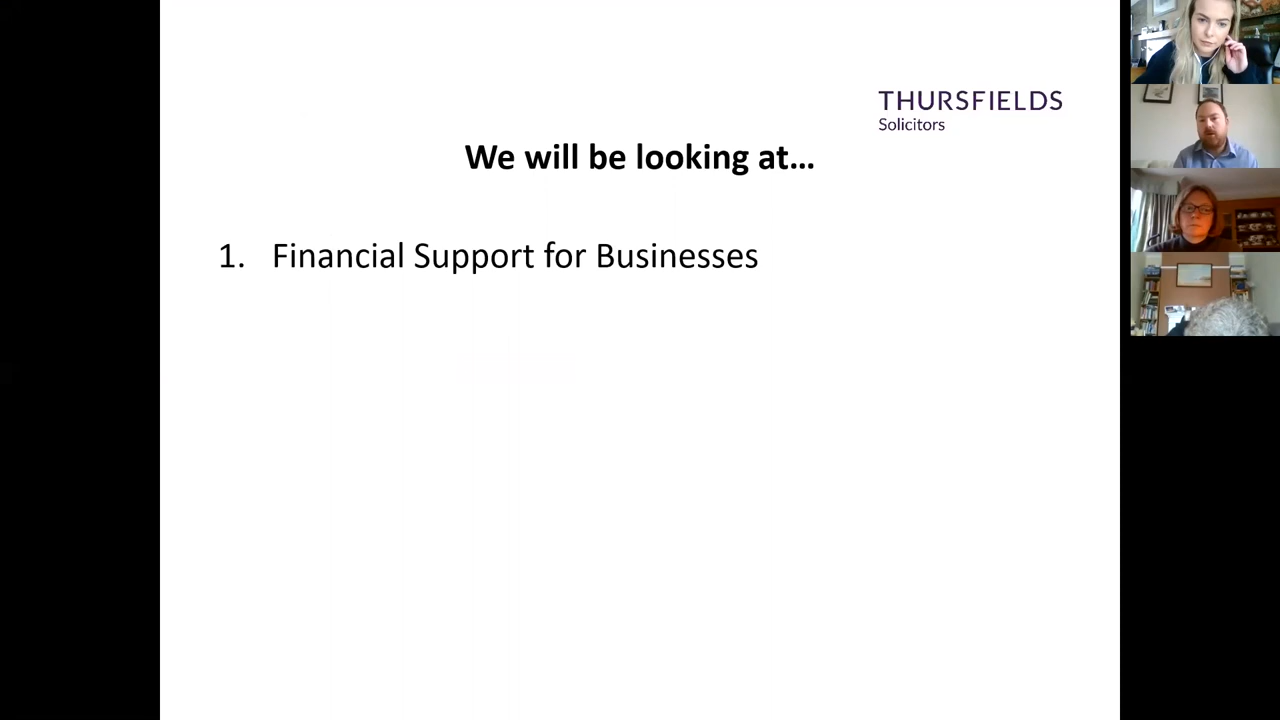 THURSFIELDS
Solicitors
We will be looking at...
1. Financial Support for Businesses